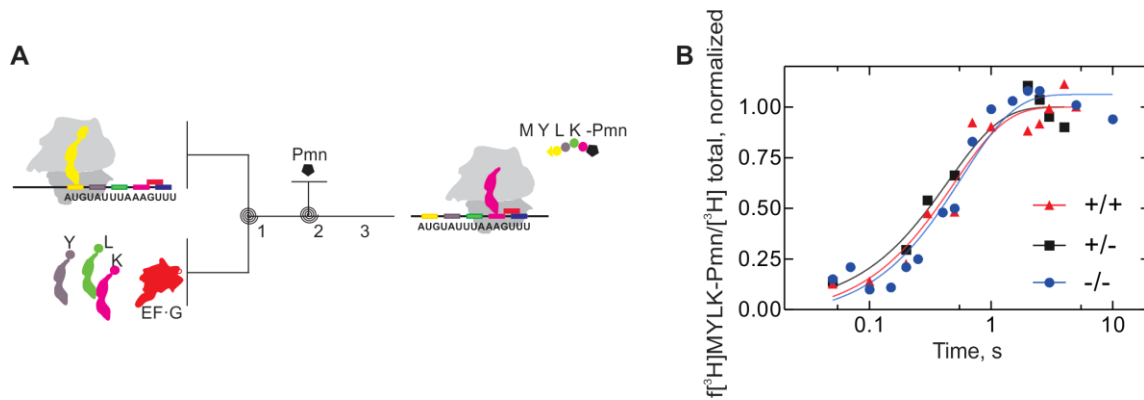 A
Pmn
M Y L K -Pmn
AUGUAUUUAAAGUUU
1 2 3
AUGUAUUUAAAGUUU
Y L K
EF·G
B
f[³H]MYLK-Pmn/[³H] total, normalized
1.00
0.75
0.50
0.25
0.00
+/+
+/-
-/-
0.1 1 10
Time, s